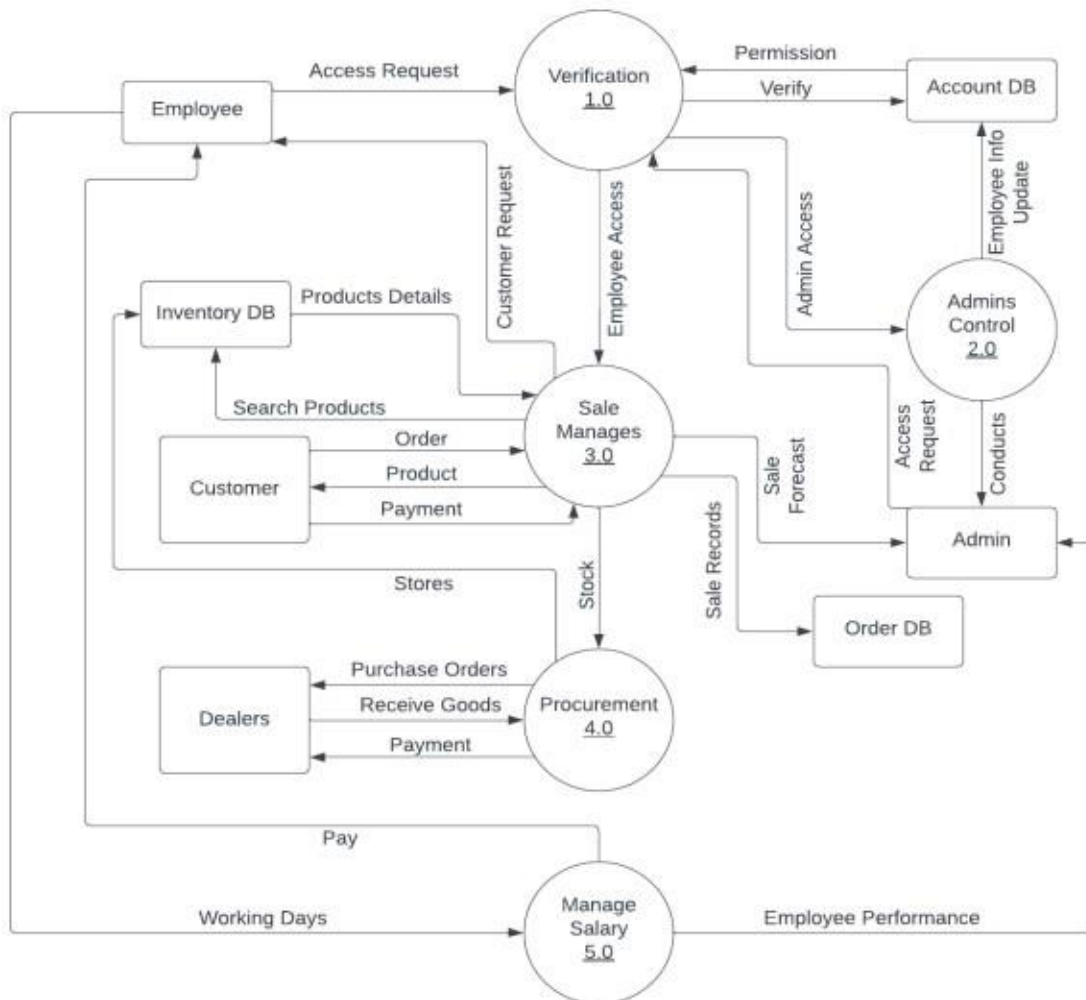 Permission
Verification
1.0
Access Request
Account DB
Verify
Employee
Employee Info
Update
Customer Request
Employee Access
Admin Access
Products Details
Inventory DB
Admins
Control
2.0
Search Products
Sale
Manages
3.0
Order
Product
Customer
Payment
Sale
Forecast
Access
Request
Conducts
Admin
Stores
Stock
Sale Records
Order DB
Purchase Orders
Receive Goods
Dealers
Payment
Procurement
4.0
Pay
Manage
Salary
5.0
Working Days
Employee Performance